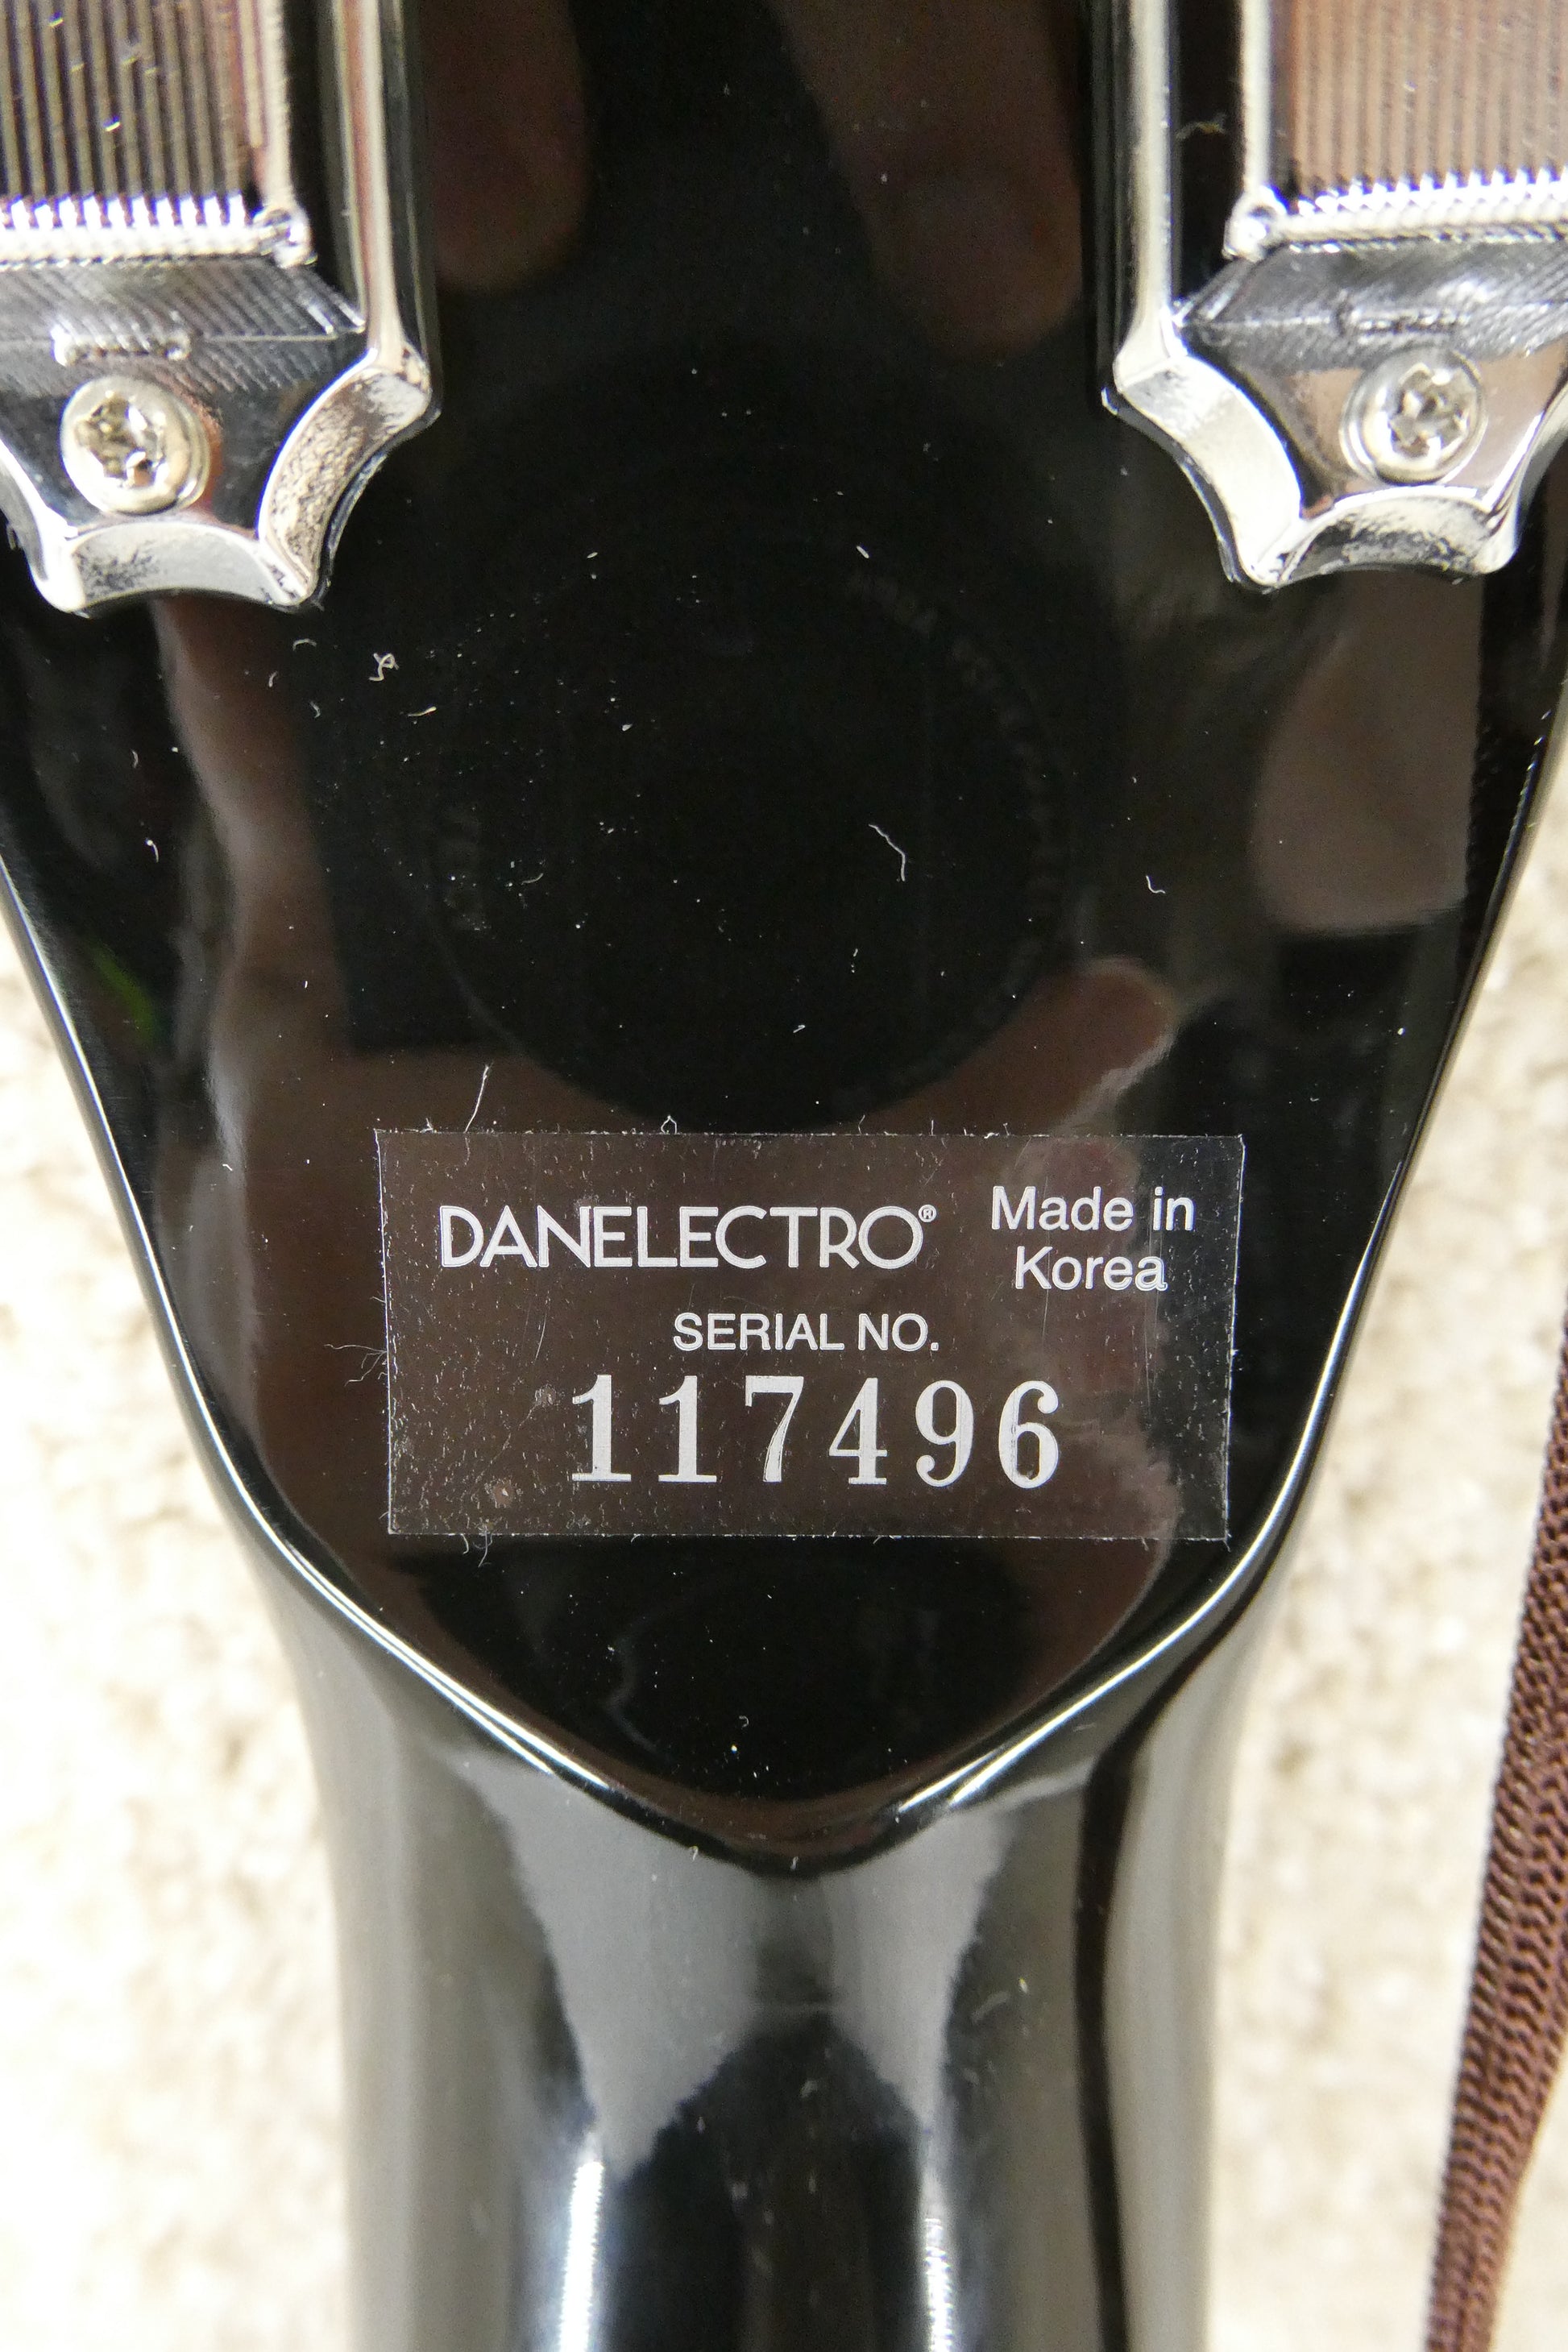 DANELECTRO®
Made in
Korea
SERIAL NO.
117496